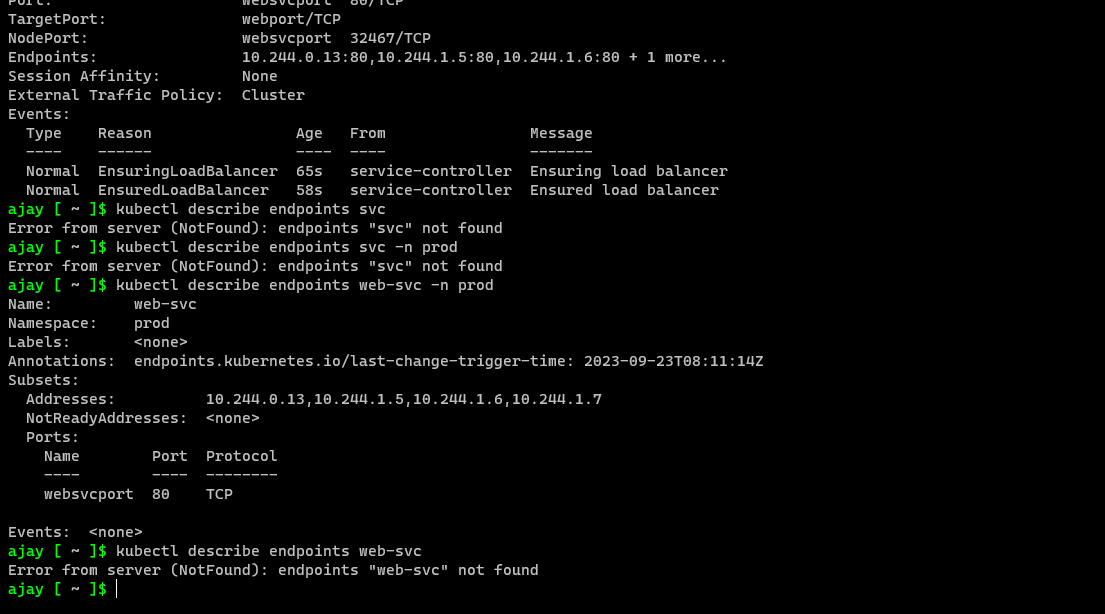 Port:                     websvcport  80/TCP
TargetPort:               webport/TCP
NodePort:                 websvcport  32467/TCP
Endpoints:                10.244.0.13:80,10.244.1.5:80,10.244.1.6:80 + 1 more...
Session Affinity:         None
External Traffic Policy:  Cluster
Events:
  Type    Reason                Age   From                Message
  ----    ------                ----  ----                -------
  Normal  EnsuringLoadBalancer  65s   service-controller  Ensuring load balancer
  Normal  EnsuredLoadBalancer   58s   service-controller  Ensured load balancer
ajay [ ~ ]$ kubectl describe endpoints svc
Error from server (NotFound): endpoints "svc" not found
ajay [ ~ ]$ kubectl describe endpoints svc -n prod
Error from server (NotFound): endpoints "svc" not found
ajay [ ~ ]$ kubectl describe endpoints web-svc -n prod
Name:         web-svc
Namespace:    prod
Labels:       <none>
Annotations:  endpoints.kubernetes.io/last-change-trigger-time: 2023-09-23T08:11:14Z
Subsets:
  Addresses:          10.244.0.13,10.244.1.5,10.244.1.6,10.244.1.7
  NotReadyAddresses:  <none>
  Ports:
    Name        Port  Protocol
    ----        ----  --------
    websvcport  80    TCP

Events:  <none>
ajay [ ~ ]$ kubectl describe endpoints web-svc
Error from server (NotFound): endpoints "web-svc" not found
ajay [ ~ ]$